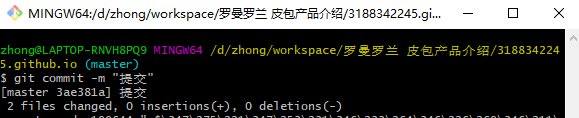 MINGW64:/d/zhong/workspace/罗曼罗兰 皮包产品介绍/3188342245.gi...
zhong@LAPTOP-RNVH8PQ9 MINGW64 /d/zhong/workspace/罗曼罗兰 皮包产品介绍/318834224
5.github.io (master)
$ git commit -m "提交"
[master 3ae381a] 提交
2 files changed, 0 insertions(+), 0 deletions(-)